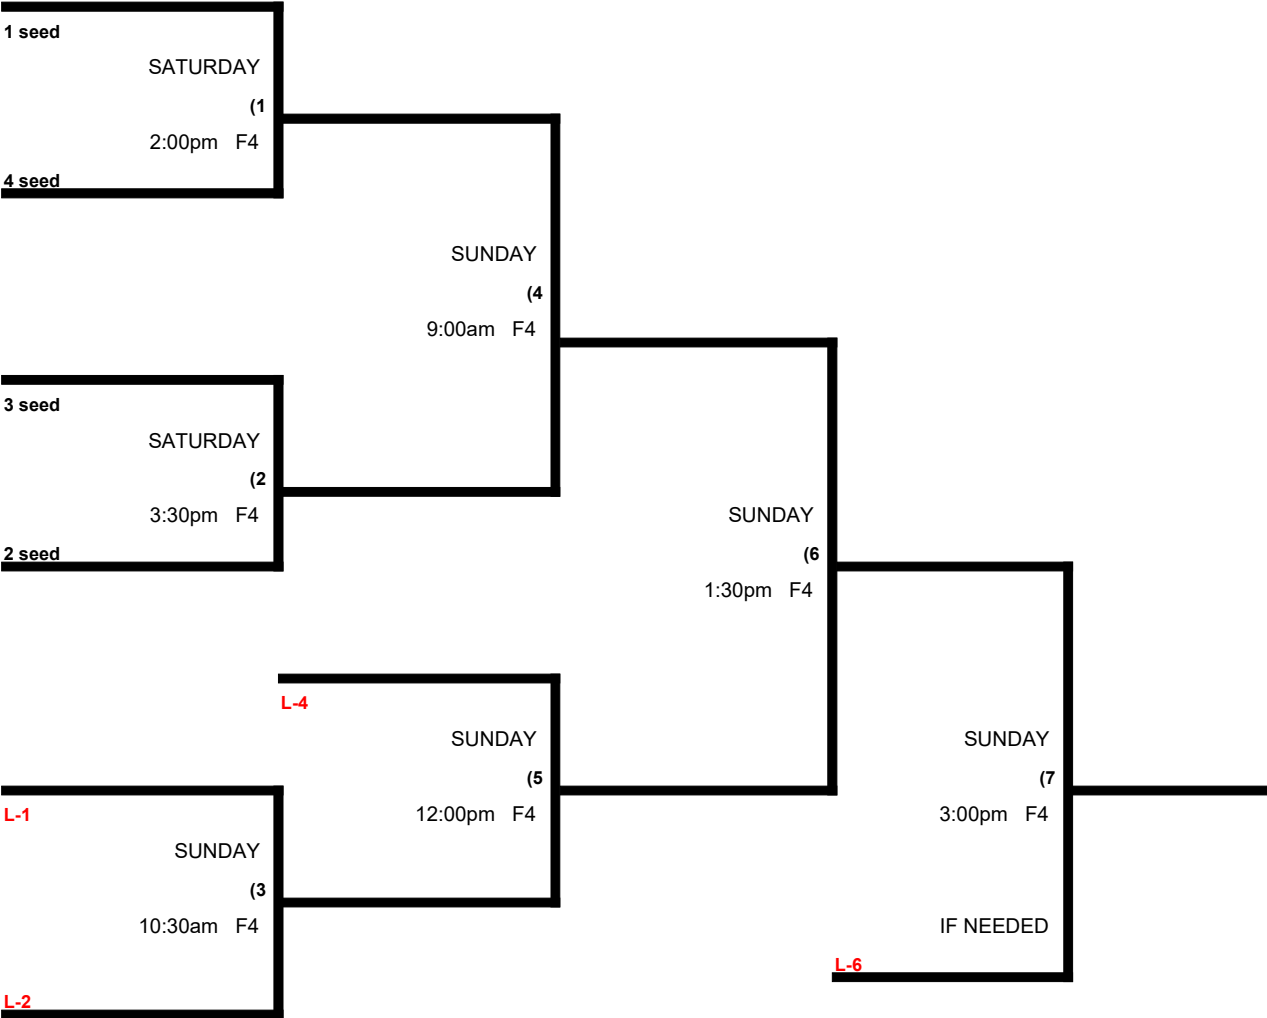 1 seed
SATURDAY
(1
2:00pm F4
4 seed
SUNDAY
(4
9:00am F4
3 seed
SATURDAY
(2
3:30pm F4
2 seed
SUNDAY
(6
1:30pm F4
L-4
SUNDAY
(5
12:00pm F4
SUNDAY
(7
3:00pm F4
L-1
SUNDAY
(3
10:30am F4
IF NEEDED
L-6
L-2